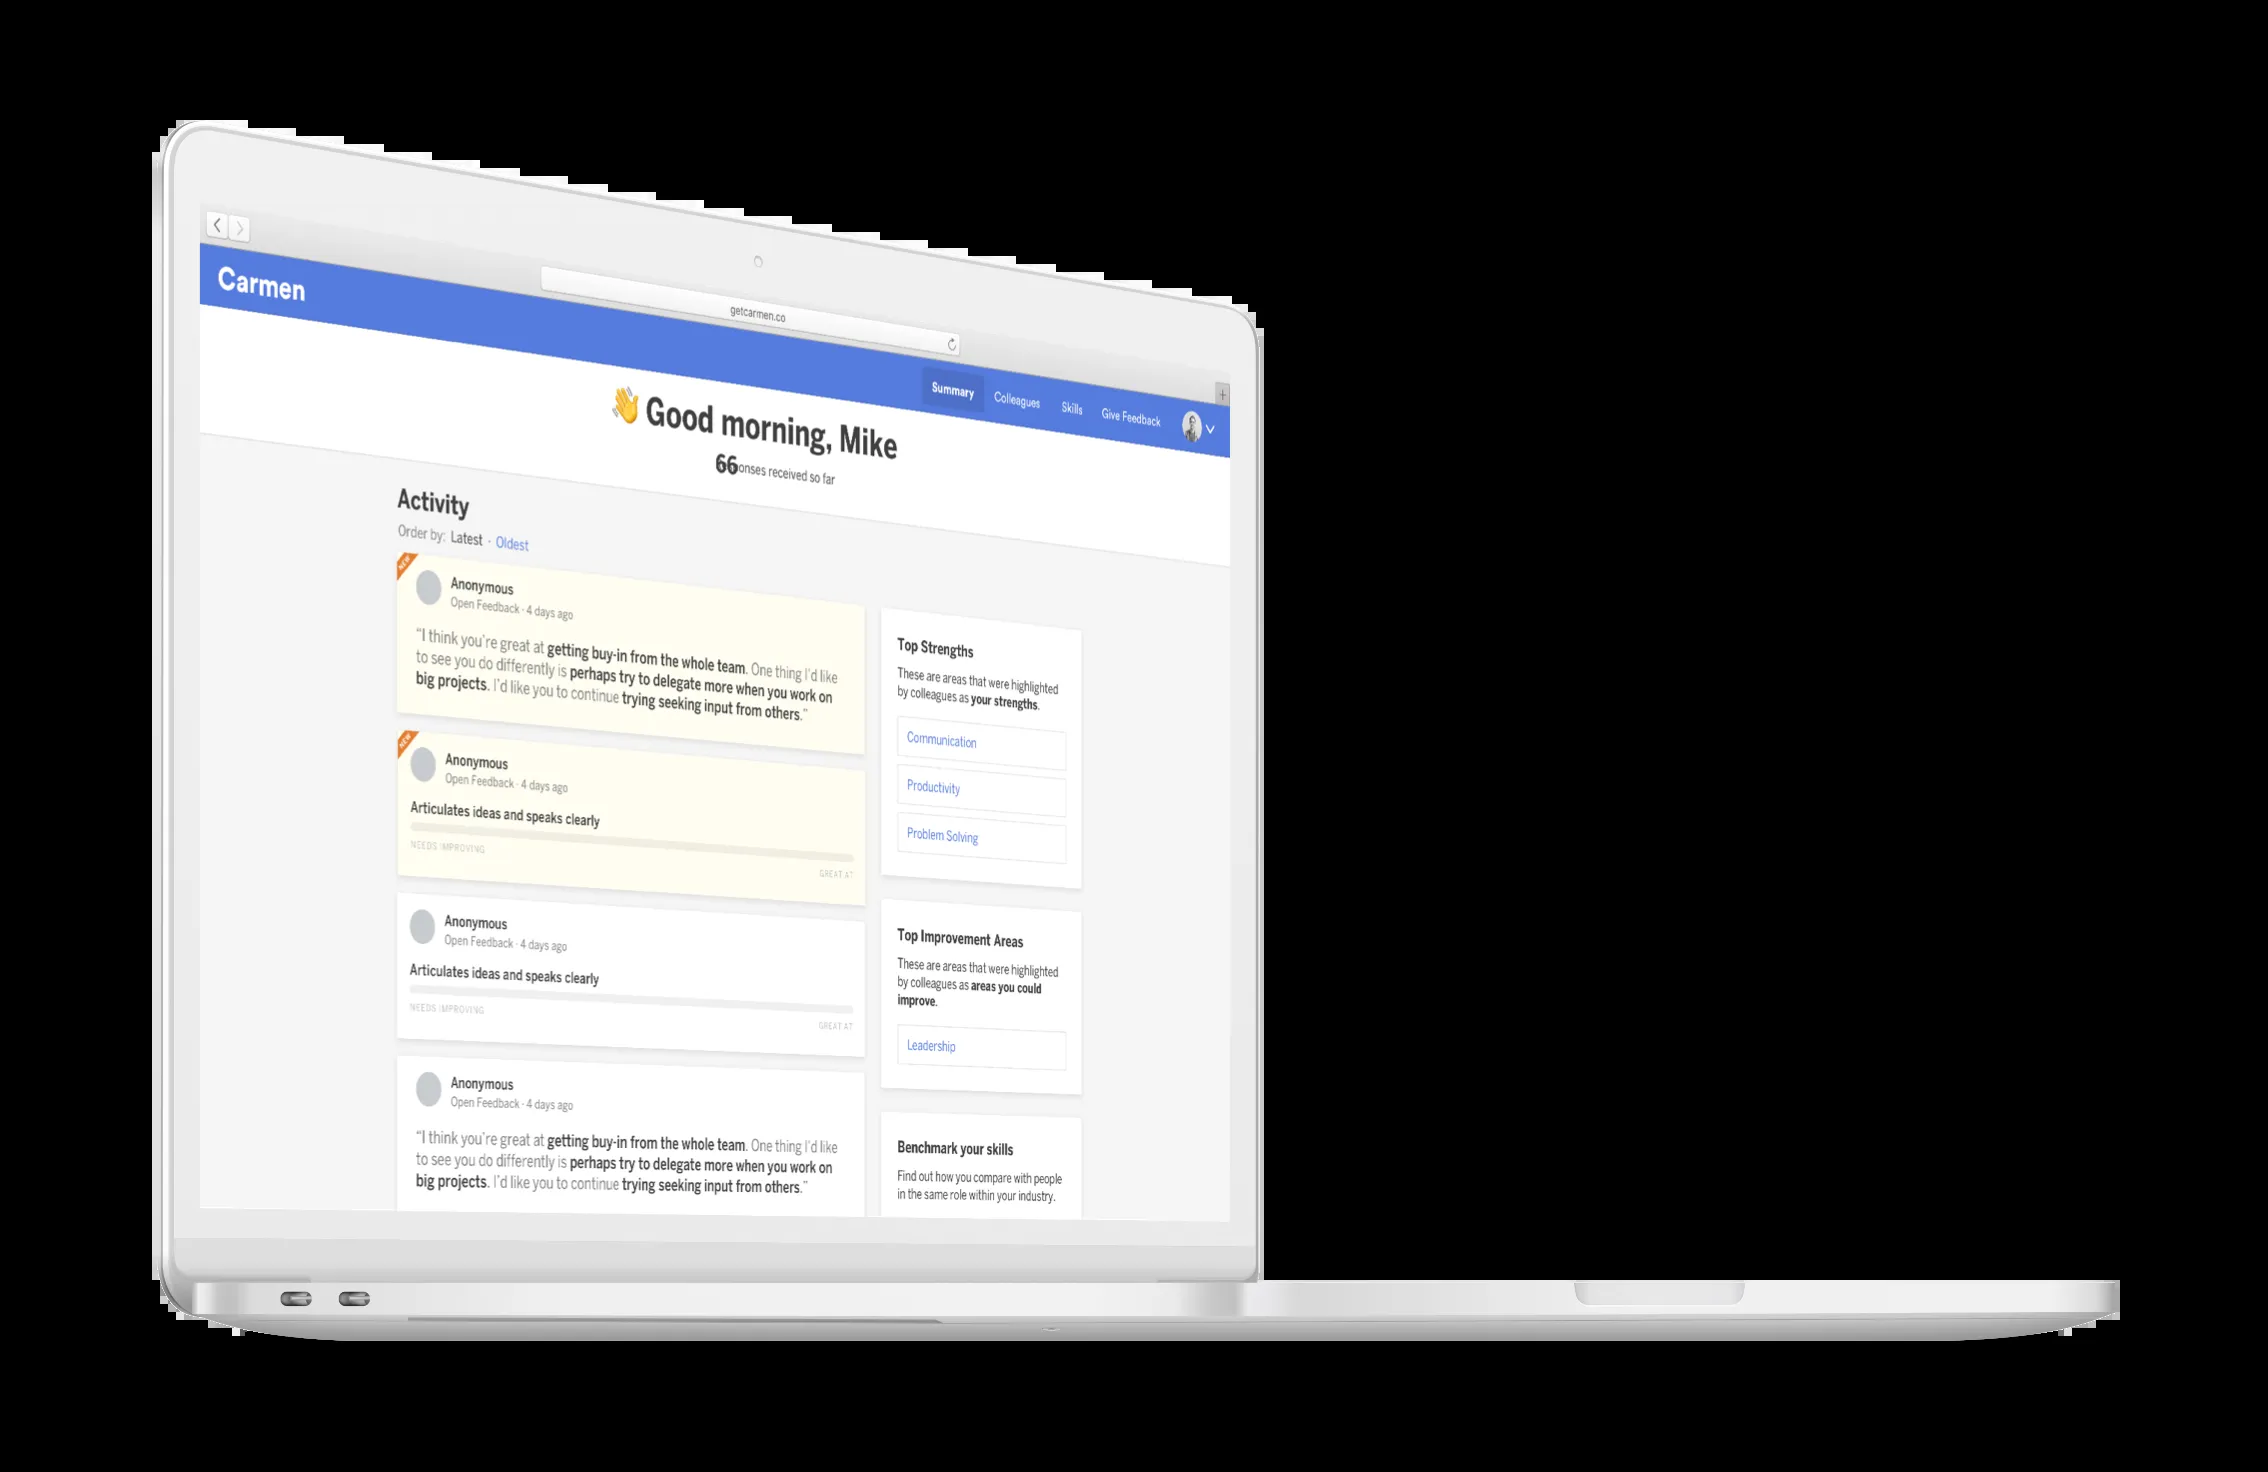 getcarmen.co
Carmen
Summary
Colleagues
Skills
Give Feedback
👋 Good morning, Mike
66
received so far
Activity
Order by: Latest - Oldest
NEW
Anonymous
Open Feedback · 4 days ago
“I think you’re great at getting buy-in from the whole team. One thing I’d like
to see you do differently is perhaps try to delegate more when you work on
big projects. I’d like you to continue trying seeking input from others.”
NEW
Anonymous
Open Feedback · 4 days ago
Articulates ideas and speaks clearly
NEEDS IMPROVING
GREAT AT
Anonymous
Open Feedback · 4 days ago
Articulates ideas and speaks clearly
NEEDS IMPROVING
GREAT AT
Anonymous
Open Feedback · 4 days ago
“I think you’re great at getting buy-in from the whole team. One thing I’d like
to see you do differently is perhaps try to delegate more when you work on
big projects. I’d like you to continue trying seeking input from others.”
Top Strengths
These are areas that were highlighted
by colleagues as your strengths.
Communication
Productivity
Problem Solving
Top Improvement Areas
These are areas that were highlighted
by colleagues as areas you could
improve.
Leadership
Benchmark your skills
Find out how you compare with people
in the same role within your industry.